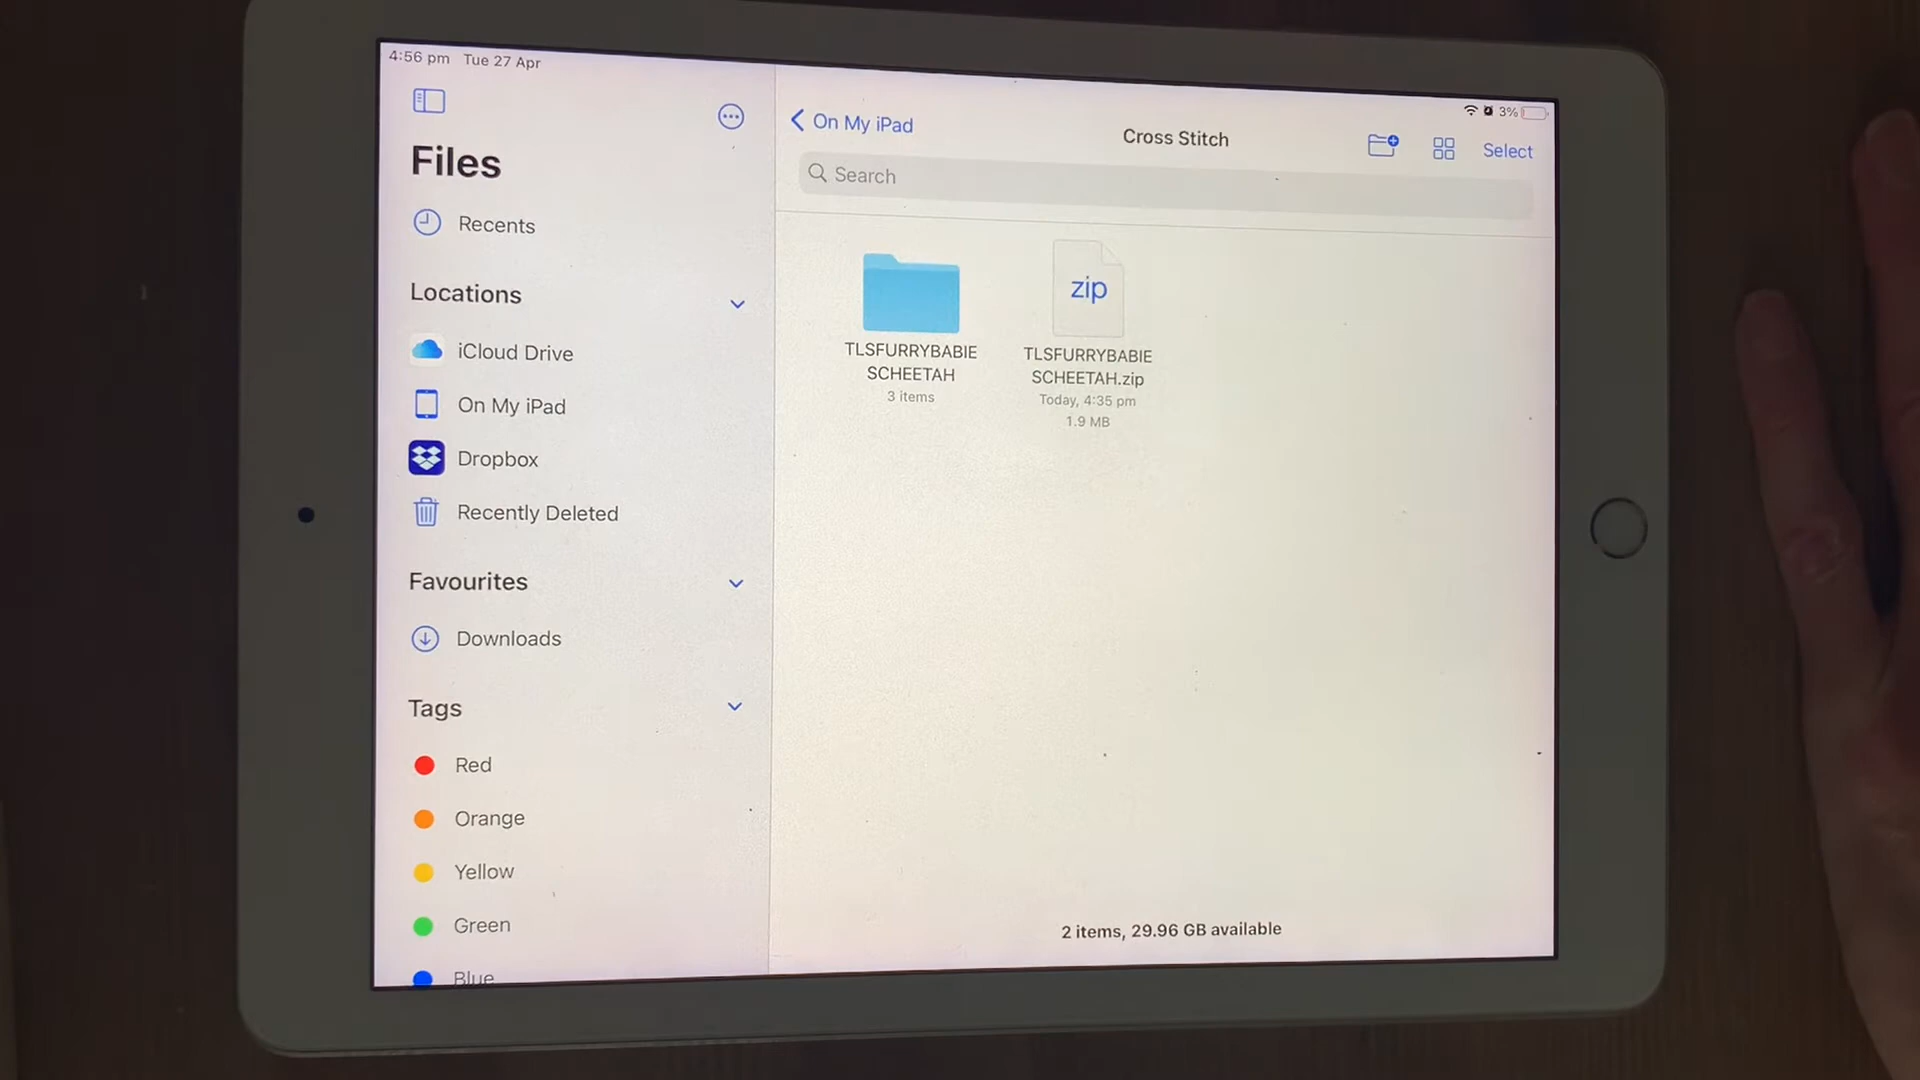 4:56 pm Tue 27 Apr
3%
Files
Recents
Locations
iCloud Drive
On My iPad
Dropbox
Recently Deleted
Favourites
Downloads
Tags
Red
Orange
Yellow
Green
Blue
On My iPad
Cross Stitch
Select
Search
TLSFURRYBABIE
SCHEETAH
3 items
zip
TLSFURRYBABIE
SCHEETAH.zip
Today, 4:35 pm
1.9 MB
2 items, 29.96 GB available